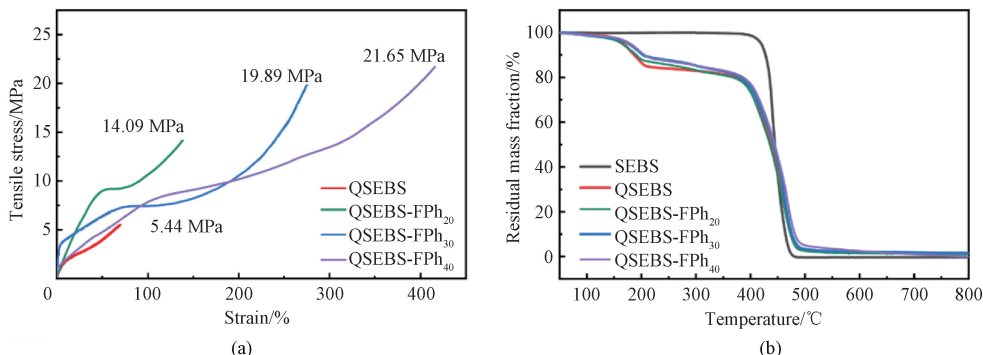 25
20
15
10
5
0
100
200
300
400
Tensile stress/MPa
Strain/%
5.44 MPa
14.09 MPa
19.89 MPa
21.65 MPa
QSEBS
QSEBS-FPh₂₀
QSEBS-FPh₃₀
QSEBS-FPh₄₀
(a)
100
80
60
40
20
0
100
200
300
400
500
600
700
800
Residual mass fraction/%
Temperature/℃
SEBS
QSEBS
QSEBS-FPh₂₀
QSEBS-FPh₃₀
QSEBS-FPh₄₀
(b)